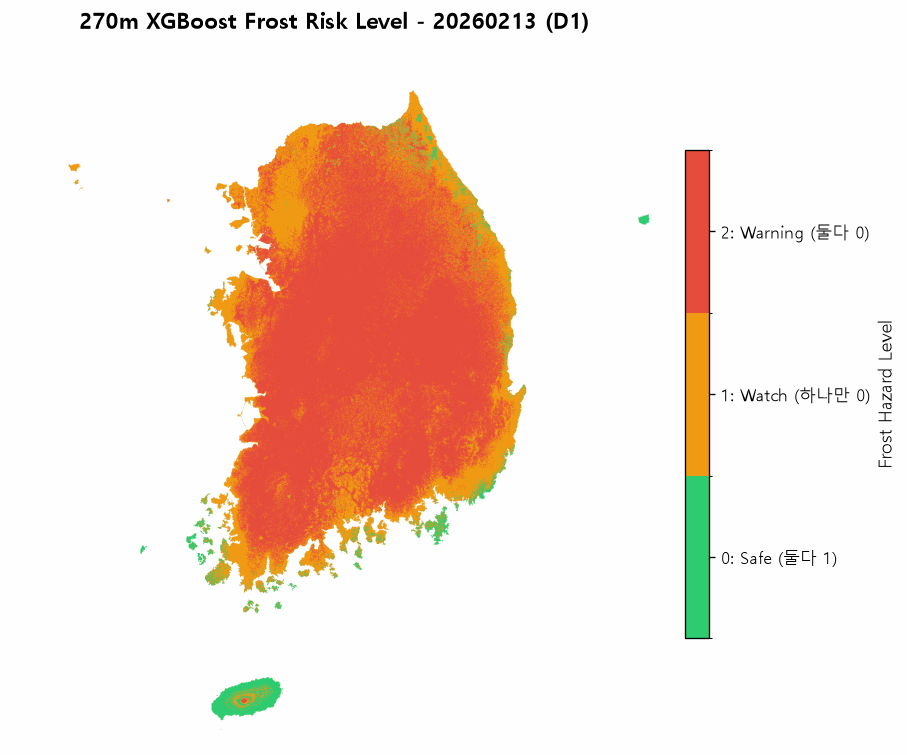 270m XGBoost Frost Risk Level - 20260213 (D1)
2: Warning (둘다 0)
1: Watch (하나만 0)
0: Safe (둘다 1)
Frost Hazard Level